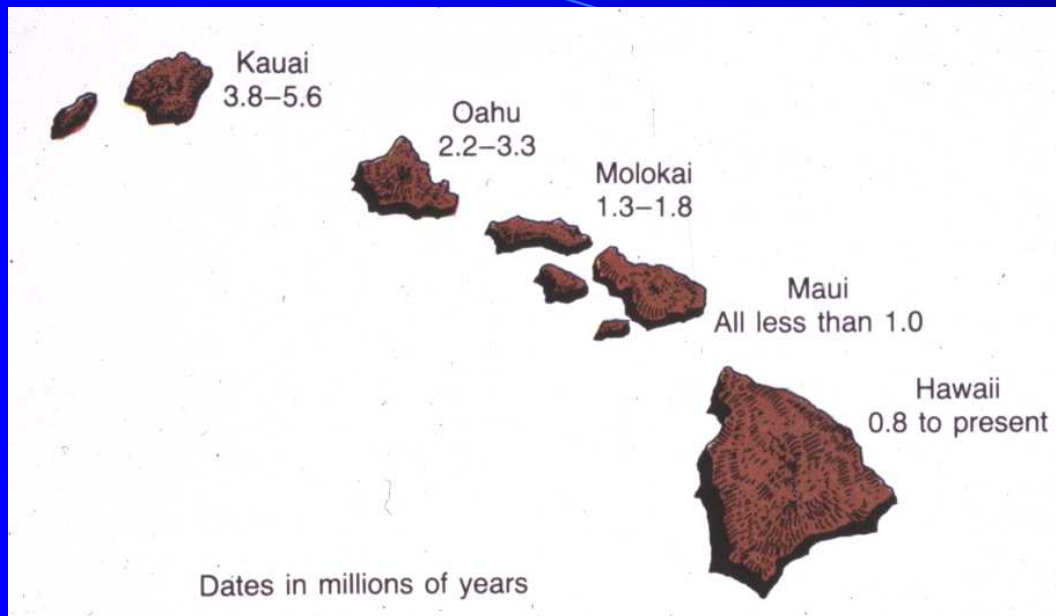 Kauai
3.8–5.6
Oahu
2.2–3.3
Molokai
1.3–1.8
Maui
All less than 1.0
Hawaii
0.8 to present
Dates in millions of years